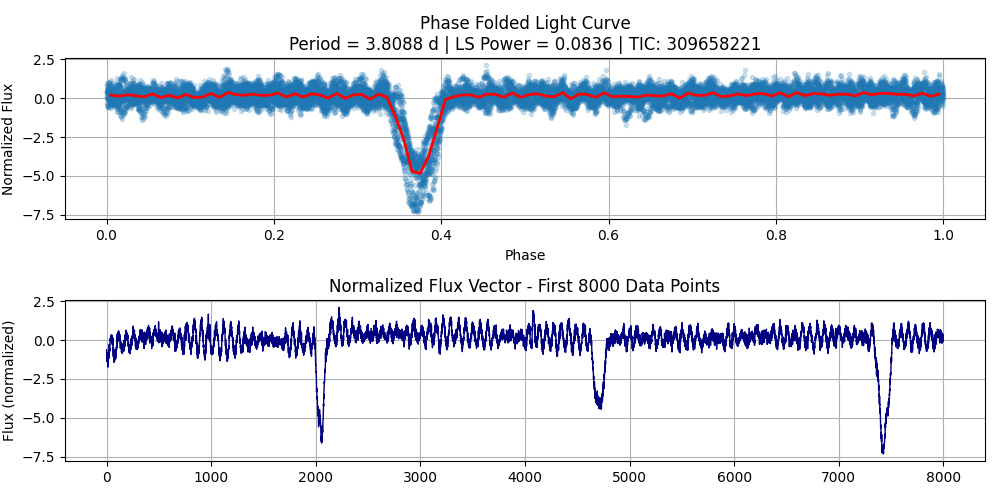 Phase Folded Light Curve
Period = 3.8088 d | LS Power = 0.0836 | TIC: 309658221
2.5
0.0
-2.5
-5.0
-7.5
Normalized Flux
0.0 0.2 0.4 0.6 0.8 1.0
Phase
Normalized Flux Vector - First 8000 Data Points
2.5
0.0
-2.5
-5.0
-7.5
Flux (normalized)
0 1000 2000 3000 4000 5000 6000 7000 8000